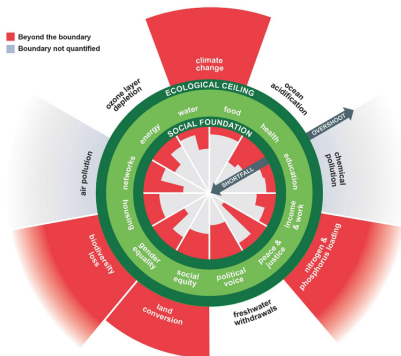 Beyond the boundary
Boundary not quantified
climate
change
ozone layer
depletion
ocean
acidification
ECOLOGICAL CEILING
OVERSHOOT
water
food
energy
health
SOCIAL FOUNDATION
networks
education
SHORTFALL
air pollution
chemical
pollution
housing
income
& work
gender
equality
peace &
justice
social
equity
political
voice
biodiversity
loss
nitrogen &
phosphorus loading
land
conversion
freshwater
withdrawals